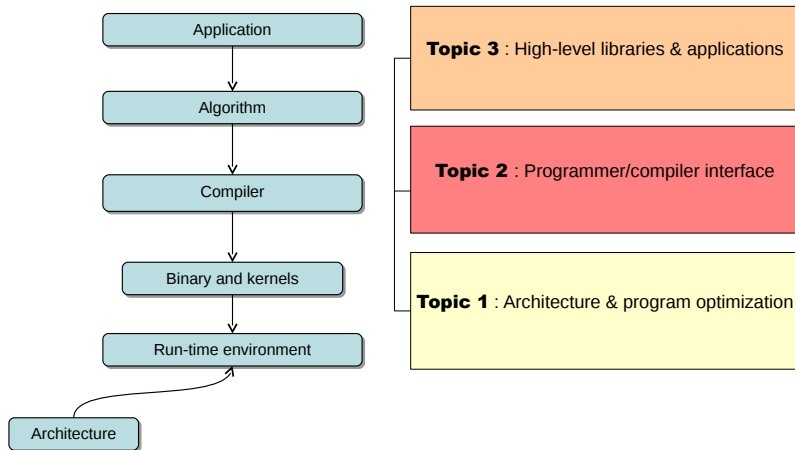 Application
Algorithm
Compiler
Binary and kernels
Run-time environment
Architecture
Topic 3 : High-level libraries & applications
Topic 2 : Programmer/compiler interface
Topic 1 : Architecture & program optimization